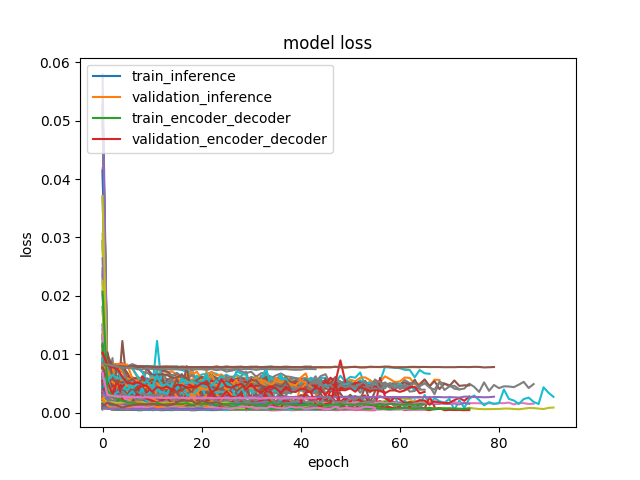 model loss
train_inference
validation_inference
train_encoder_decoder
validation_encoder_decoder
loss
0.06
0.05
0.04
0.03
0.02
0.01
0.00
0 20 40 60 80
epoch